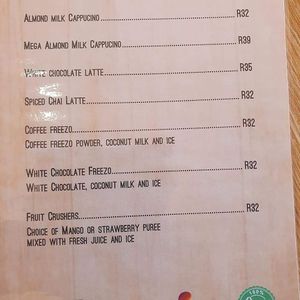 Almond milk Cappucino R32
Mega Almond Milk Cappucino R39
White chocolate latte R35
Spiced Chai Latte R32
Coffee freezo R32
Coffee freezo powder, coconut milk and ice
White Chocolate Freezo R32
White Chocolate, coconut milk and ice
Fruit Crushers R32
Choice of Mango or strawberry puree
mixed with fresh juice and ice
100%